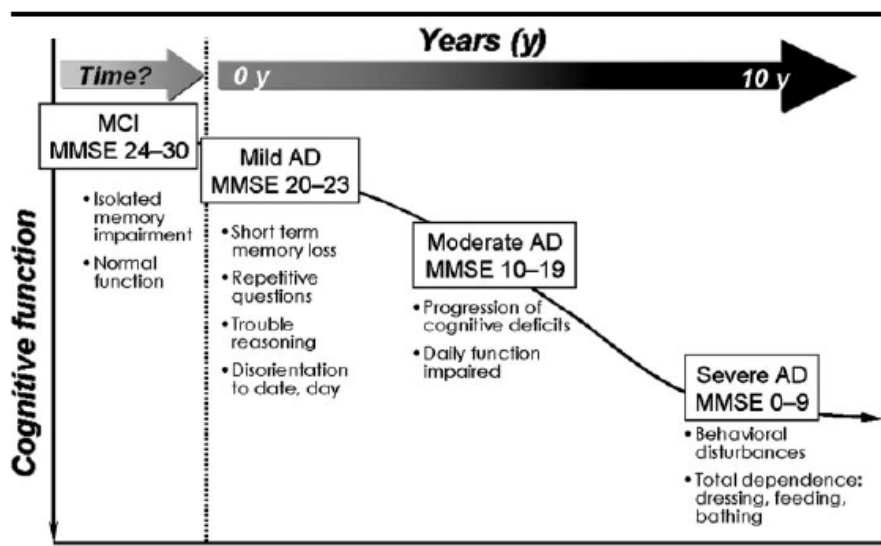 Years (y)
Time?
0 y
10 y
MCI
MMSE 24–30
• Isolated
memory
impairment
• Normal
function
Mild AD
MMSE 20–23
• Short term
memory loss
• Repetitive
questions
• Trouble
reasoning
• Disorientation
to date, day
Moderate AD
MMSE 10–19
• Progression of
cognitive deficits
• Daily function
impaired
Severe AD
MMSE 0–9
• Behavioral
disturbances
• Total dependence:
dressing, feeding,
bathing
Cognitive function